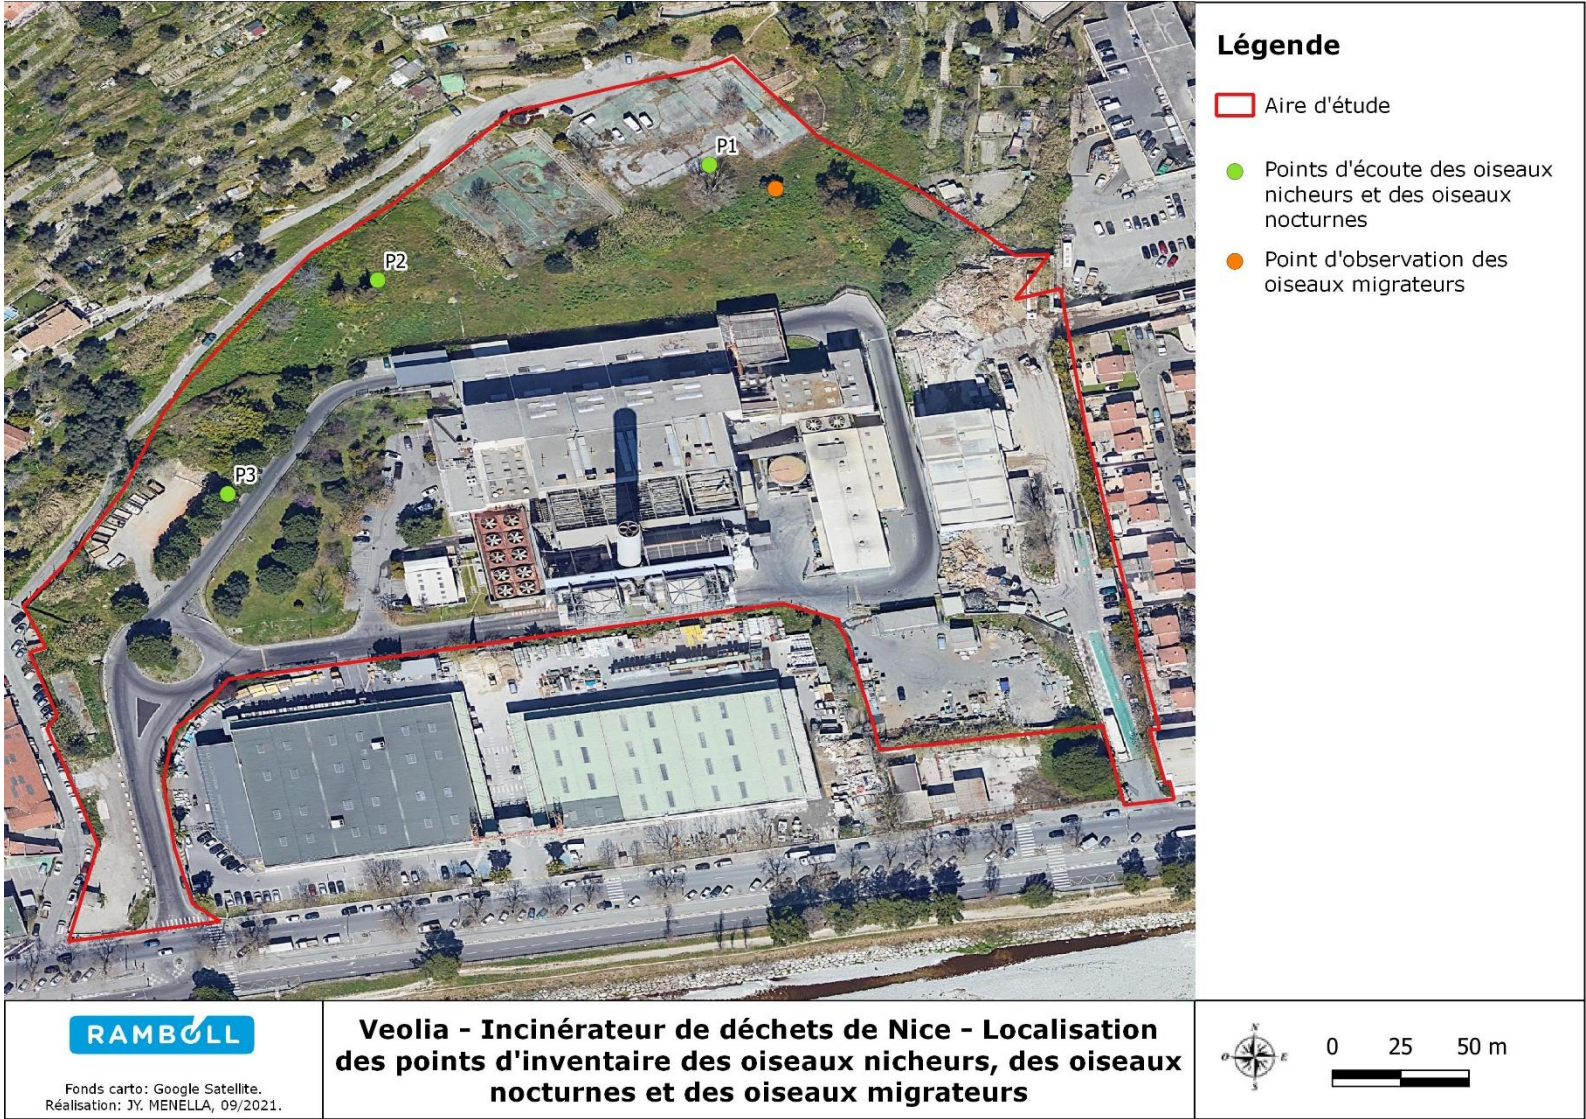 P1
P2
P3
Légende
Aire d'étude
Points d'écoute des oiseaux
nicheurs et des oiseaux
nocturnes
Point d'observation des
oiseaux migrateurs
RAMBOLL
Fonds carto: Google Satellite.
Réalisation: JY. MENELLA, 09/2021.
Veolia - Incinérateur de déchets de Nice - Localisation
des points d'inventaire des oiseaux nicheurs, des oiseaux
nocturnes et des oiseaux migrateurs
N
O E
S
0 25 50 m